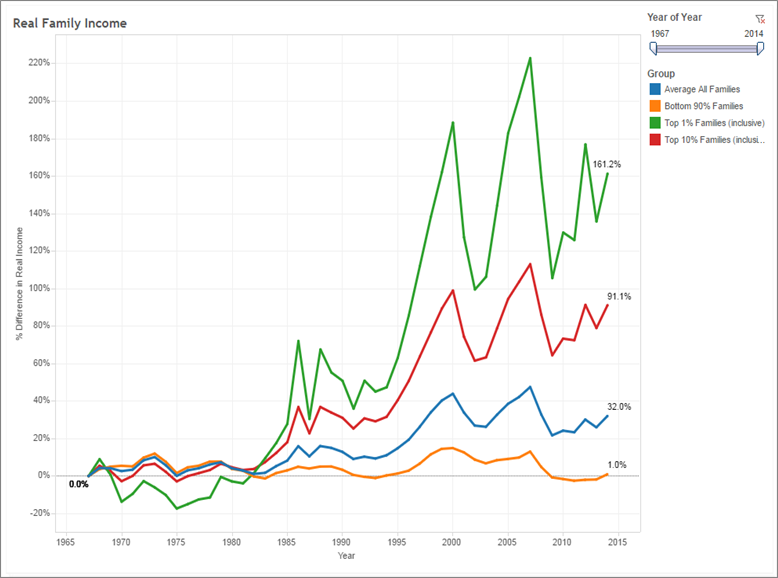 Real Family Income
Year of Year
1967 2014
Group
Average All Families
Bottom 90% Families
Top 1% Families (inclusive)
Top 10% Families (inclusi...
% Difference in Real Income
220%
200%
180%
160%
140%
120%
100%
80%
60%
40%
20%
0%
-20%
161.2%
91.1%
32.0%
1.0%
0.0%
1965 1970 1975 1980 1985 1990 1995 2000 2005 2010 2015
Year